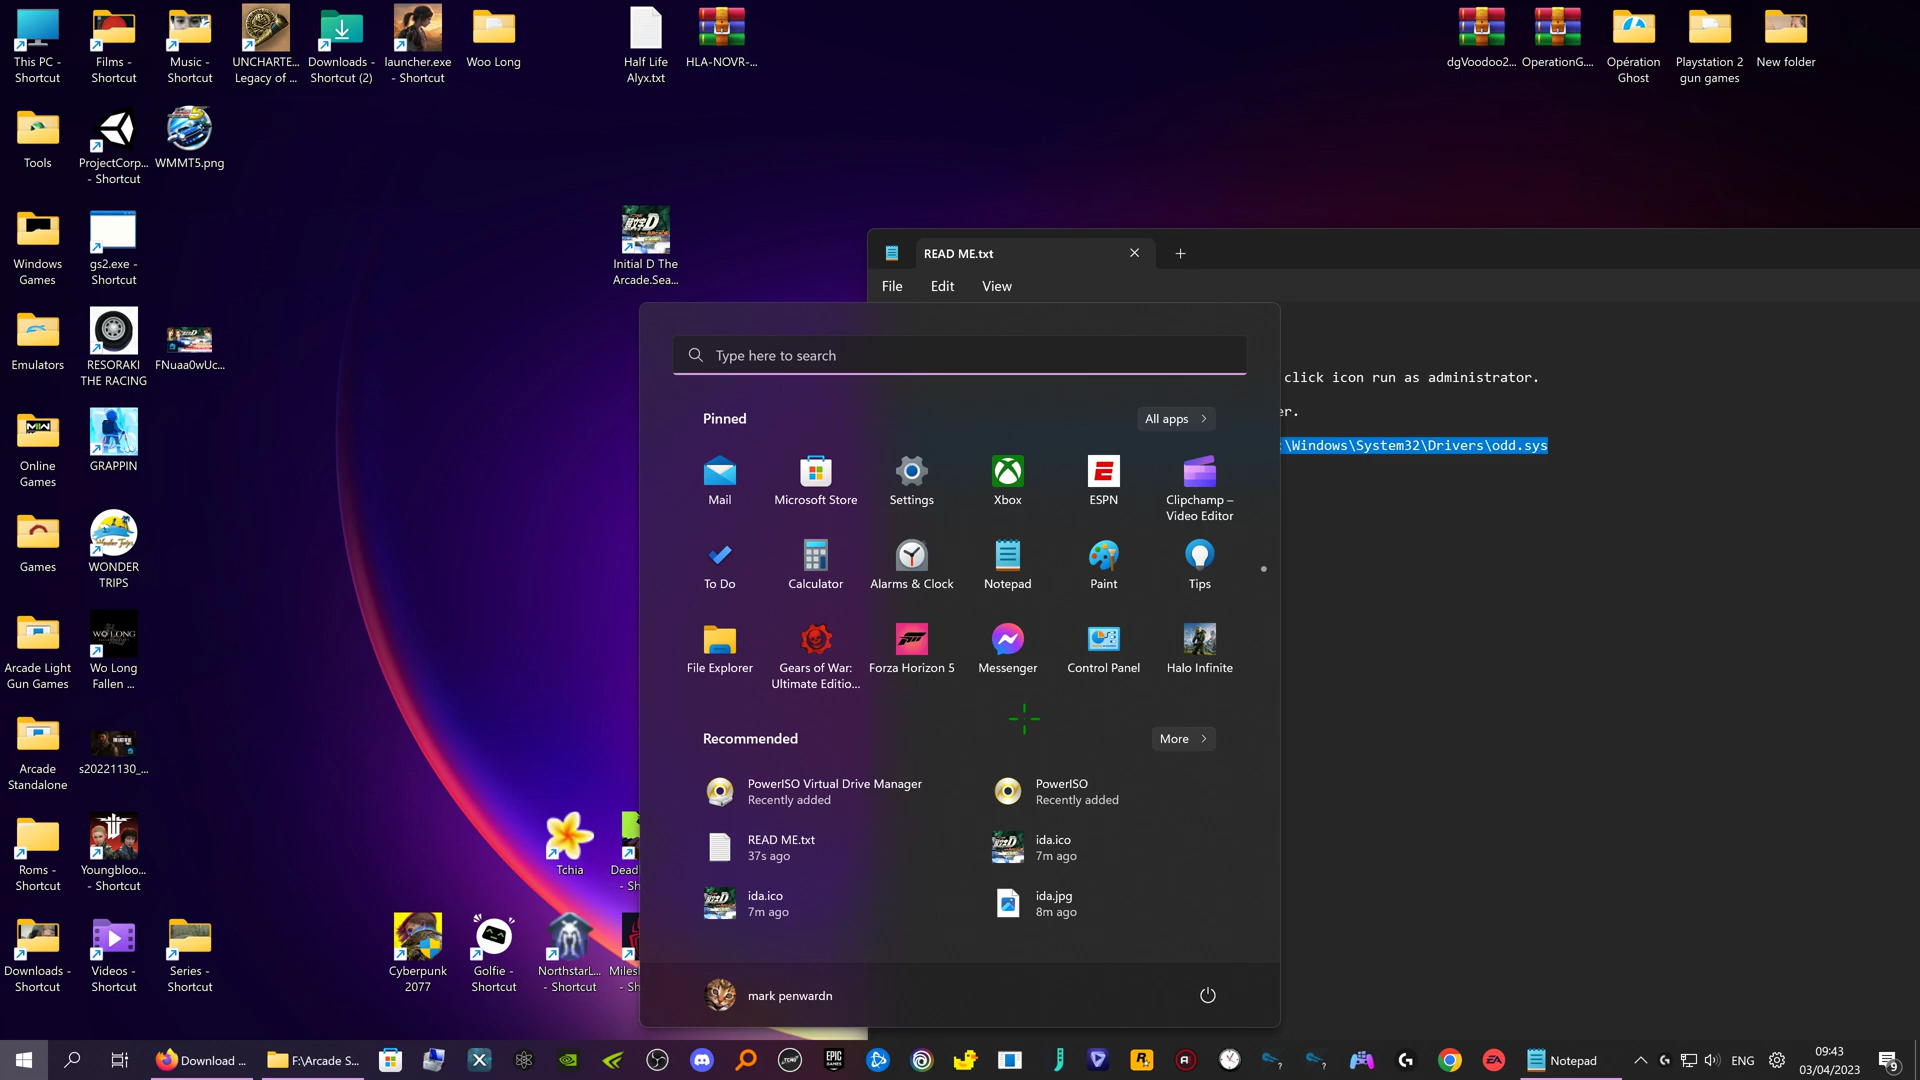 This PC -
Shortcut
Films -
Shortcut
Music -
Shortcut
UNCHARTE...
Legacy of ...
Downloads -
Shortcut (2)
launcher.exe
- Shortcut
Woo Long
Half Life
Alyx.txt
HLA-NOVR-...
dgVoodoo2...
OperationG....
Opération
Ghost
Playstation 2
gun games
New folder
Tools
ProjectCorp...
- Shortcut
WMMT5.png
Windows
Games
gs2.exe -
Shortcut
Initial D The
Arcade.Sea...
Emulators
RESORAKI
THE RACING
FNuaa0wUc...
Online
Games
GRAPPIN
Games
WONDER
TRIPS
Arcade Light
Gun Games
WO LONG
Wo Long
Fallen ...
Arcade
Standalone
s20221130_...
Roms -
Shortcut
Youngbloo...
- Shortcut
Tchia
Downloads -
Shortcut
Videos -
Shortcut
Series -
Shortcut
Cyberpunk
2077
Golfie -
Shortcut
NorthstarL...
- Shortcut
READ ME.txt
File Edit View
click icon run as administrator.
er.
:\Windows\System32\Drivers\odd.sys
Type here to search
Pinned
All apps
Mail
Microsoft Store
Settings
Xbox
ESPN
Clipchamp –
Video Editor
To Do
Calculator
Alarms & Clock
Notepad
Paint
Tips
File Explorer
Gears of War:
Ultimate Editio...
Forza Horizon 5
Messenger
Control Panel
Halo Infinite
Recommended
More
PowerISO Virtual Drive Manager
Recently added
PowerISO
Recently added
READ ME.txt
37s ago
ida.ico
7m ago
ida.ico
7m ago
ida.jpg
8m ago
mark penwardn
Download ...
F:\Arcade S...
Notepad
ENG
09:43
03/04/2023
9